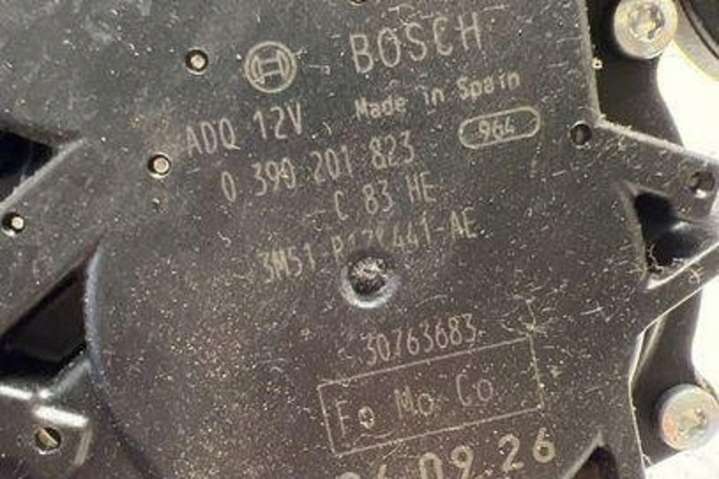 BOSCH
ADQ 12V Made in Spain
0 390 201 823 964
C 83 HE
30763683
Fo Mo Co
09.26